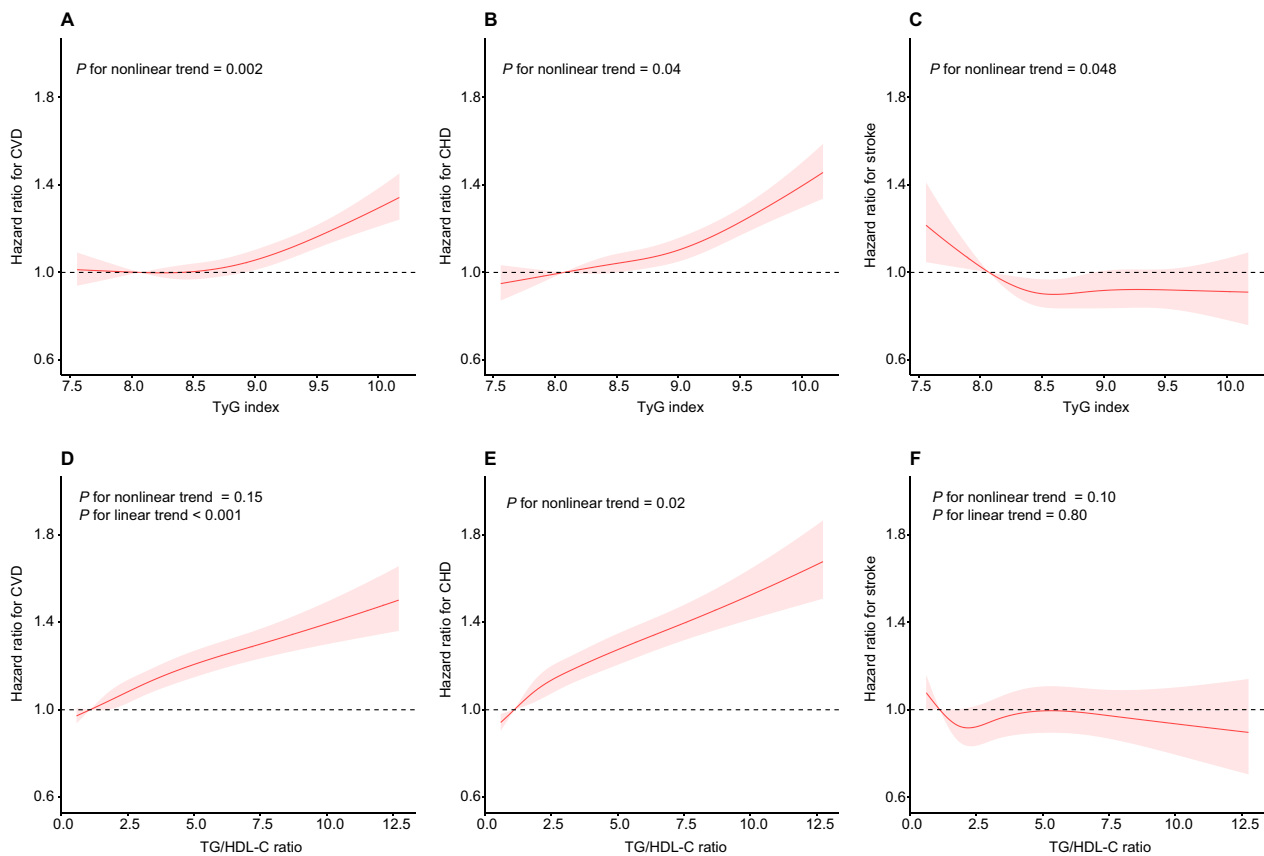 A
P for nonlinear trend = 0.002
Hazard ratio for CVD
1.8
1.4
1.0
0.6
7.5 8.0 8.5 9.0 9.5 10.0
TyG index
B
P for nonlinear trend = 0.04
Hazard ratio for CHD
1.8
1.4
1.0
0.6
7.5 8.0 8.5 9.0 9.5 10.0
TyG index
C
P for nonlinear trend = 0.048
Hazard ratio for stroke
1.8
1.4
1.0
0.6
7.5 8.0 8.5 9.0 9.5 10.0
TyG index
D
P for nonlinear trend = 0.15
P for linear trend < 0.001
Hazard ratio for CVD
1.8
1.4
1.0
0.6
0.0 2.5 5.0 7.5 10.0 12.5
TG/HDL-C ratio
E
P for nonlinear trend = 0.02
Hazard ratio for CHD
1.8
1.4
1.0
0.6
0.0 2.5 5.0 7.5 10.0 12.5
TG/HDL-C ratio
F
P for nonlinear trend = 0.10
P for linear trend = 0.80
Hazard ratio for stroke
1.8
1.4
1.0
0.6
0.0 2.5 5.0 7.5 10.0 12.5
TG/HDL-C ratio